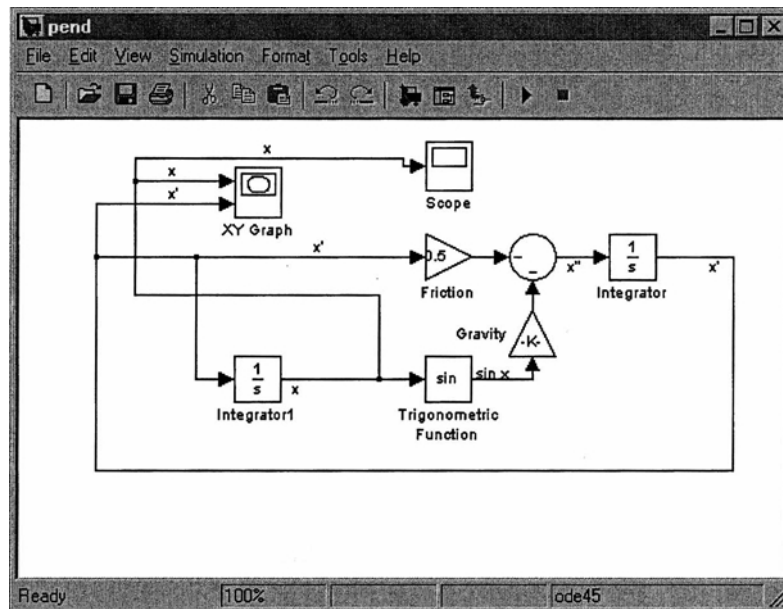 pend
File Edit View Simulation Format Tools Help
x
x
x'
XY Graph
Scope
x'
0.5
Friction
-
-
x''
1
s
Integrator
x'
Gravity
-K-
1
s
x
Integrator1
sin
sin x
Trigonometric
Function
Ready 100% ode45